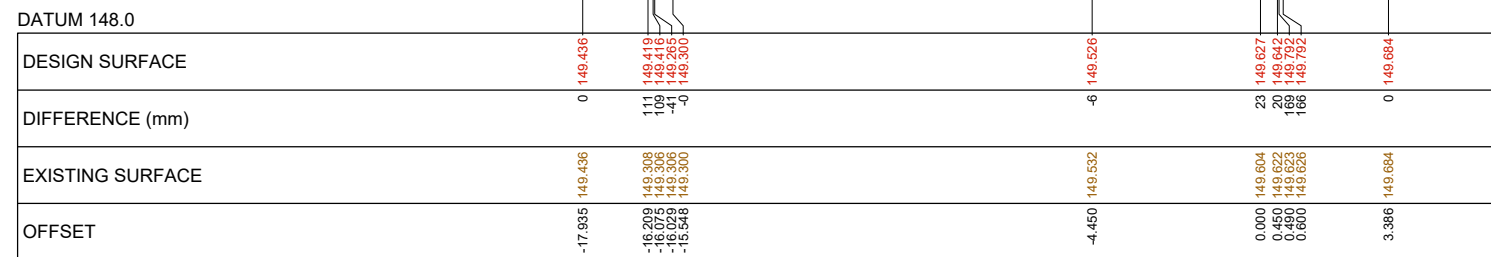 DATUM 148.0
DESIGN SURFACE 149.436 149.419 149.416 149.265 149.300 149.526 149.627 149.642 149.792 149.792 149.684
DIFFERENCE (mm) 0 111 109 -41 -0 -6 23 20 169 166 0
EXISTING SURFACE 149.436 149.308 149.306 149.306 149.300 149.532 149.604 149.622 149.623 149.626 149.684
OFFSET -17.935 -16.209 -16.075 -16.029 -15.548 -4.450 0.000 0.450 0.490 0.600 3.386